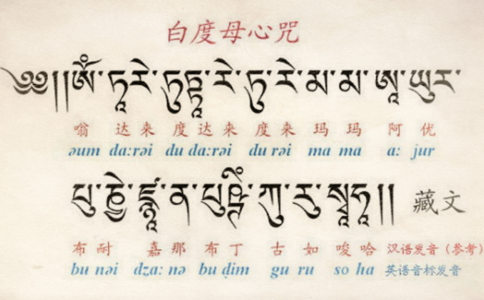 白度母心咒
༄༅།།ཨོཾ་ཏཱ་རེ་ཏུཏྟཱ་རེ་ཏུ་རེ་མ་མ་ཨཱ་ཡུར་
嗡 达来 度达来 度来 玛玛 阿优
əum da:rəi du da:rəi du rəi ma ma a: jur
པུ་ཎྱེ་ཛྙཱ་ན་པུཥྚིཾ་ཀུ་རུ་སྭཱཧཱ།། 藏文
布耐 嘉那 布丁 古如 唆哈 汉语发音（参考）
bu nəi dʒa: nə bu ḍim gu ru so ha 英语音标发音